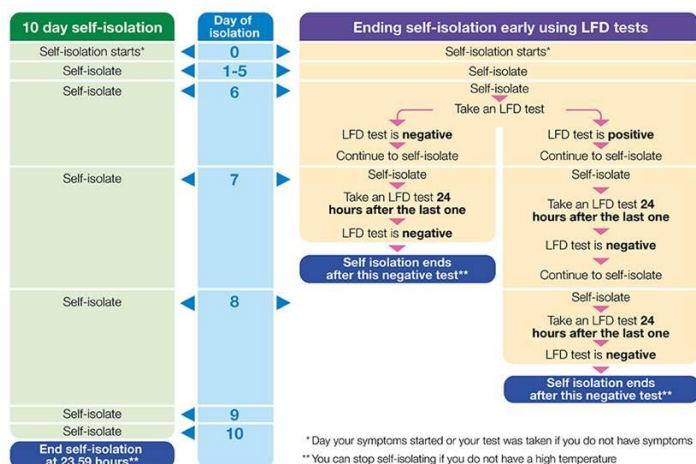 10 day self-isolation
Day of
isolation
Ending self-isolation early using LFD tests
Self-isolation starts*
0
Self-isolation starts*
Self-isolate
1-5
Self-isolate
Self-isolate
6
Self-isolate
Take an LFD test
LFD test is negative
LFD test is positive
Continue to self-isolate
Continue to self-isolate
Self-isolate
7
Self-isolate
Self-isolate
Take an LFD test 24
hours after the last one
Take an LFD test 24
hours after the last one
LFD test is negative
LFD test is negative
Self isolation ends
after this negative test**
Continue to self-isolate
Self-isolate
8
Self-isolate
Take an LFD test 24
hours after the last one
LFD test is negative
Self isolation ends
after this negative test**
Self-isolate
9
Self-isolate
10
End self-isolation
at 23.59 hours**
* Day your symptoms started or your test was taken if you do not have symptoms
** You can stop self-isolating if you do not have a high temperature